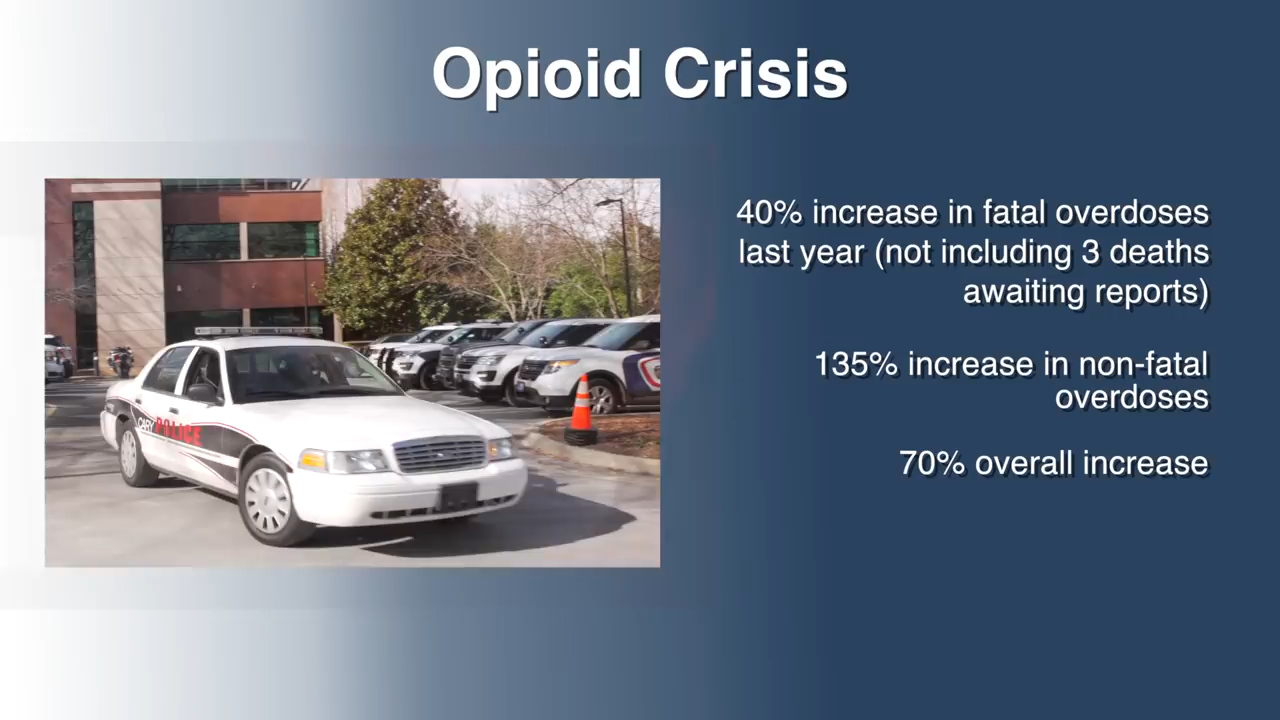 Opioid Crisis
40% increase in fatal overdoses
last year (not including 3 deaths
awaiting reports)
135% increase in non-fatal
overdoses
70% overall increase
CARY POLICE